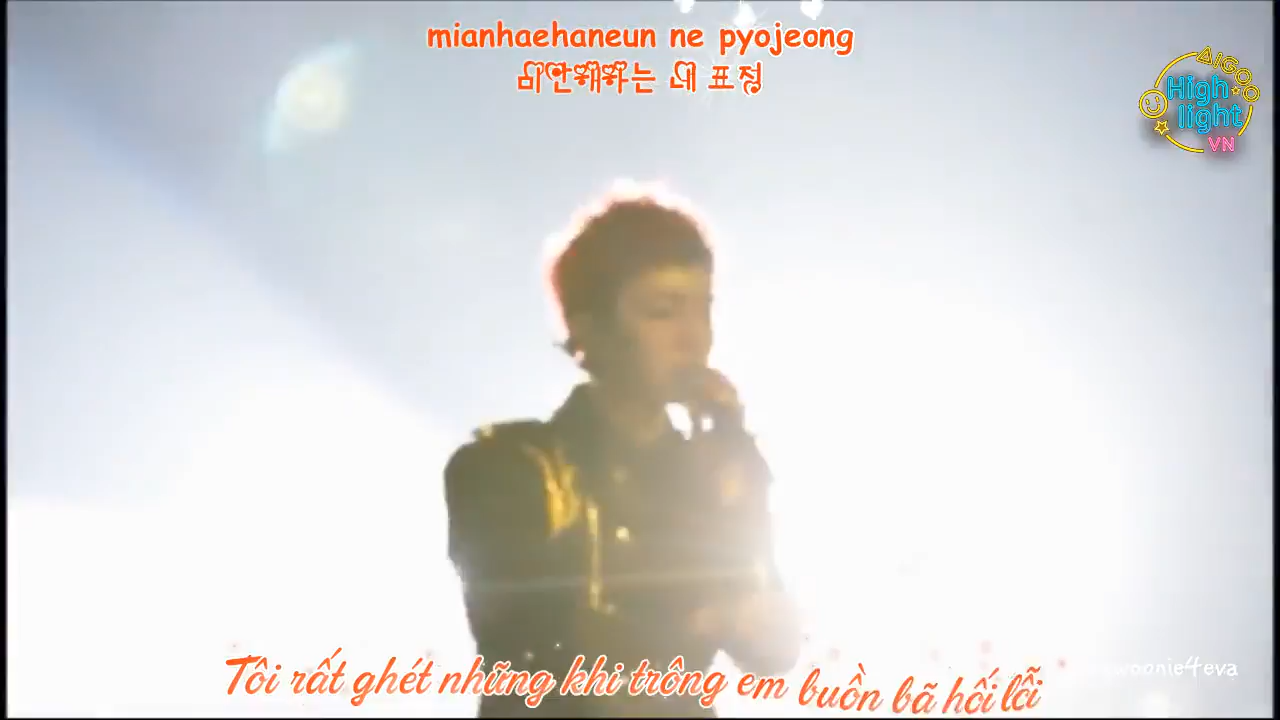 mianhaehaneun ne pyojeong
미안해하는 네 표정
AIGOO
High
light
VN
Tôi rất ghét những khi trông em buồn bã hối lỗi